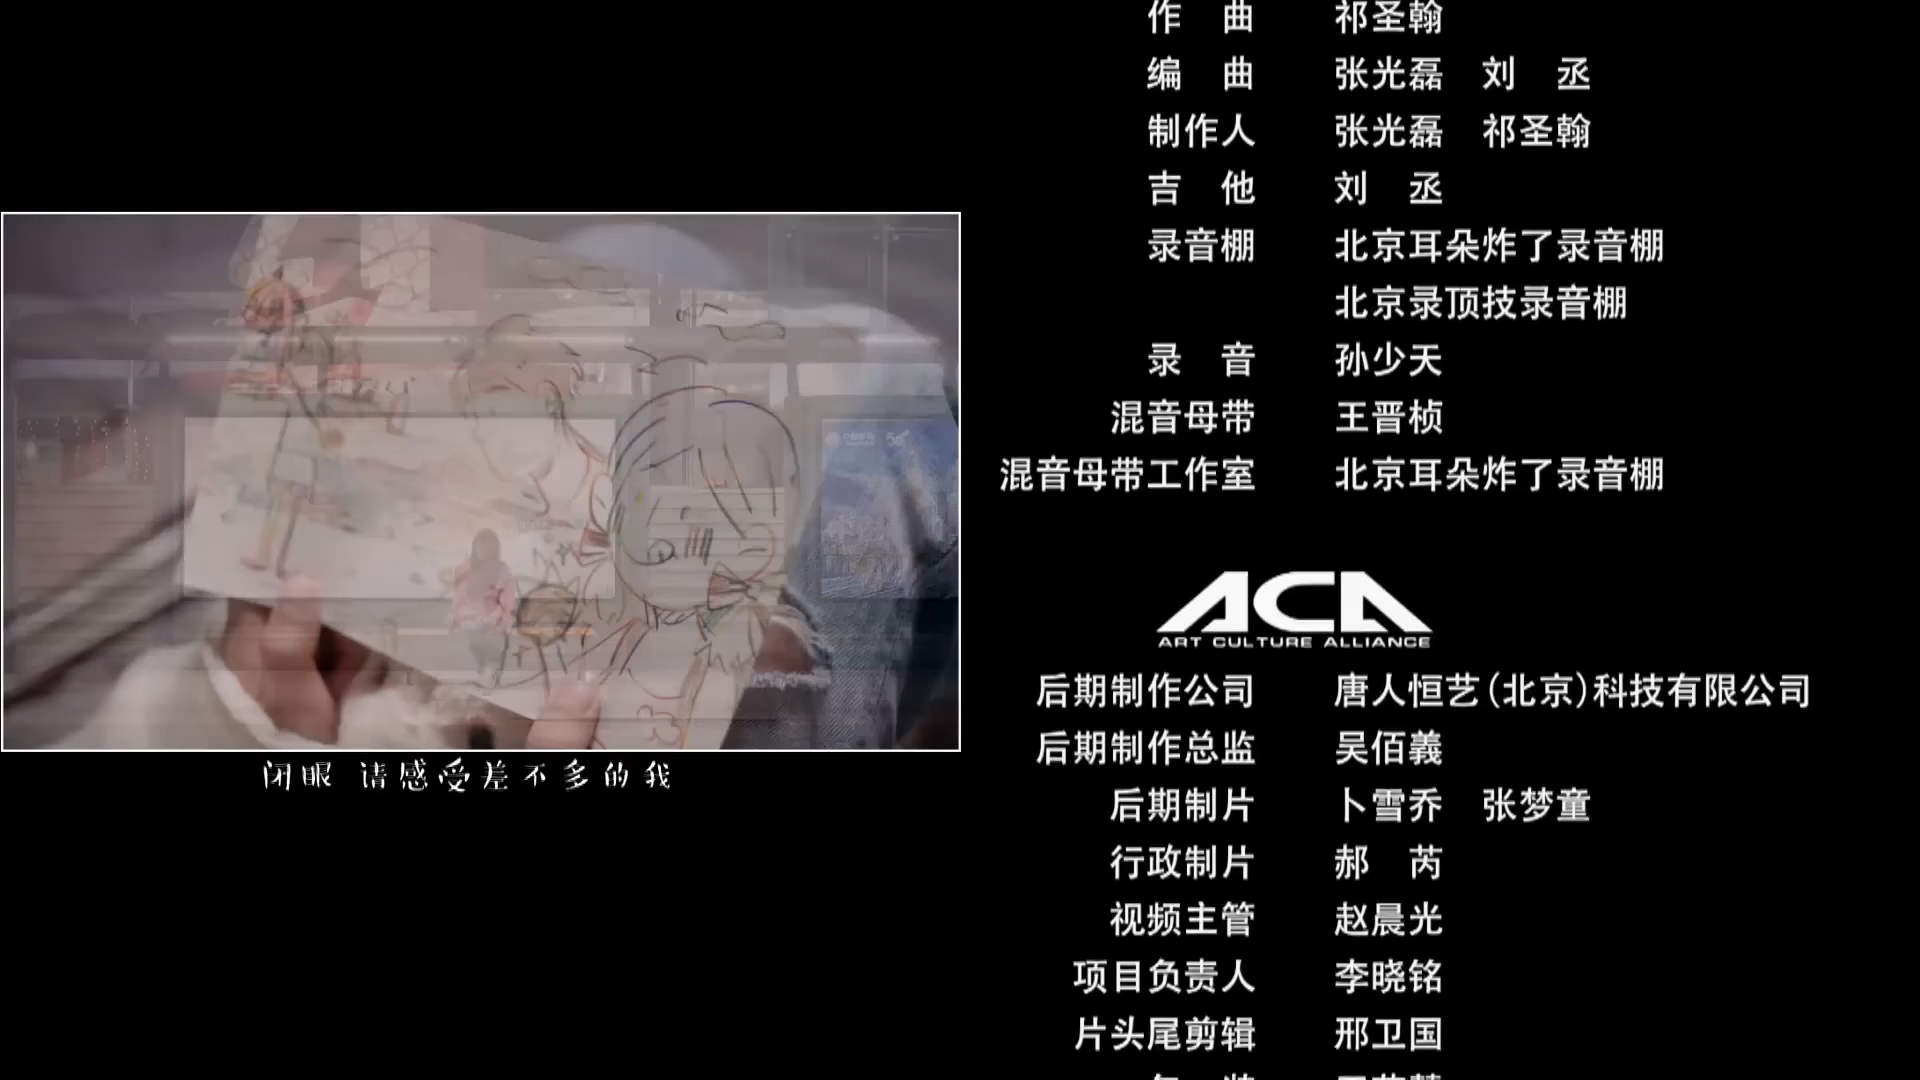 作 曲 祁圣翰
编 曲 张光磊 刘 丞
制作人 张光磊 祁圣翰
吉 他 刘 丞
录音棚 北京耳朵炸了录音棚
北京录顶技录音棚
录 音 孙少天
混音母带 王晋桢
混音母带工作室 北京耳朵炸了录音棚
ACA
ART CULTURE ALLIANCE
后期制作公司 唐人恒艺(北京)科技有限公司
后期制作总监 吴佰義
后期制片 卜雪乔 张梦童
行政制片 郝 芮
视频主管 赵晨光
项目负责人 李晓铭
片头尾剪辑 邢卫国
闭眼 请感受差不多的我